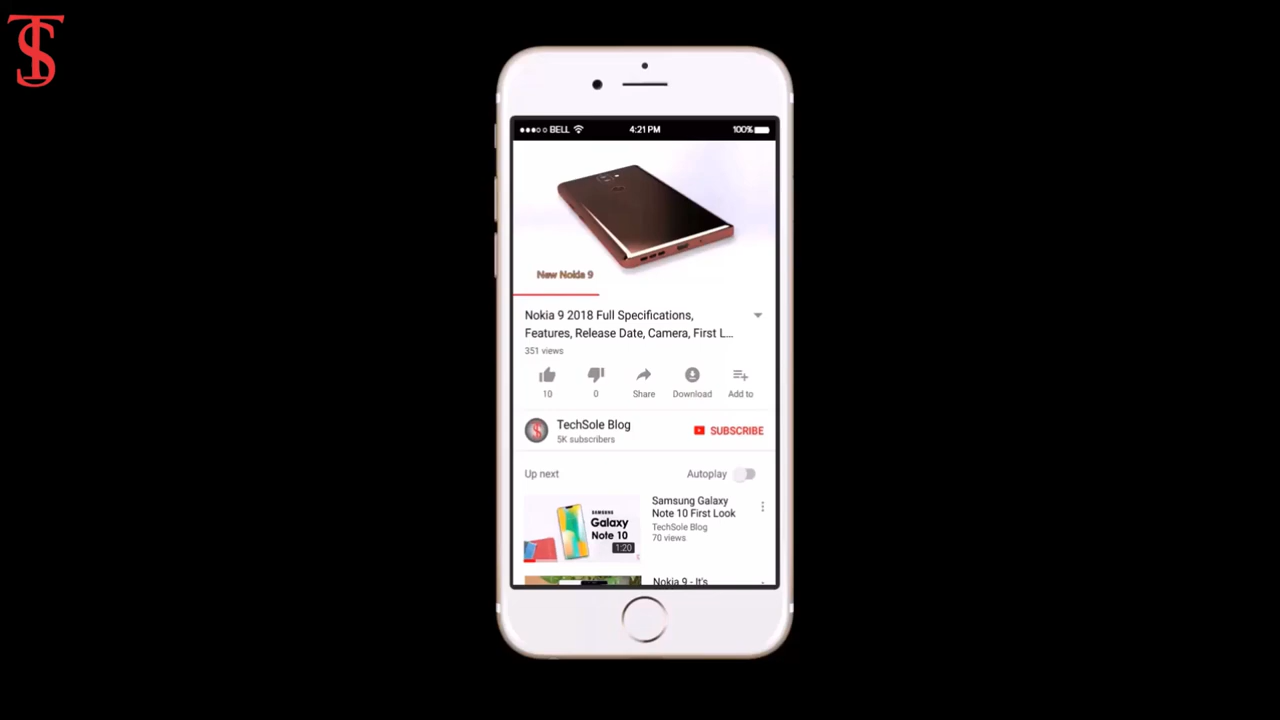 TS
BELL 4:21 PM 100%
New Nokia 9
Nokia 9 2018 Full Specifications,
Features, Release Date, Camera, First L...
351 views
10 0 Share Download Add to
TechSole Blog
5K subscribers
SUBSCRIBE
Up next Autoplay
SAMSUNG
Galaxy
Note 10
1:20
Samsung Galaxy
Note 10 First Look
TechSole Blog
70 views
Nokia 9 - It's